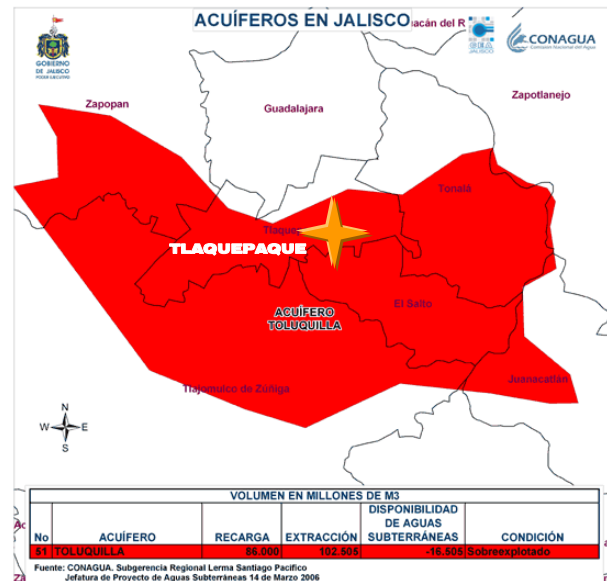 ACUÍFEROS EN JALISCO
GOBIERNO
DE JALISCO
PODER EJECUTIVO
CONAGUA
Comisión Nacional del Agua
Zapopan
Guadalajara
Zapotlanejo
Tonalá
TLAQUEPAQUE
ACUÍFERO
TOLUQUILLA
El Salto
Tlajomulco de Zúñiga
Juanacatlán
N
W E
S
VOLUMEN EN MILLONES DE M3
No ACUÍFERO RECARGA EXTRACCIÓN DISPONIBILIDAD DE AGUAS SUBTERRÁNEAS CONDICIÓN
51 TOLUQUILLA 86.000 102.505 -16.505 Sobreexplotado
Fuente: CONAGUA. Subgerencia Regional Lerma Santiago Pacifico
Jefatura de Proyecto de Aguas Subterráneas 14 de Marzo 2006